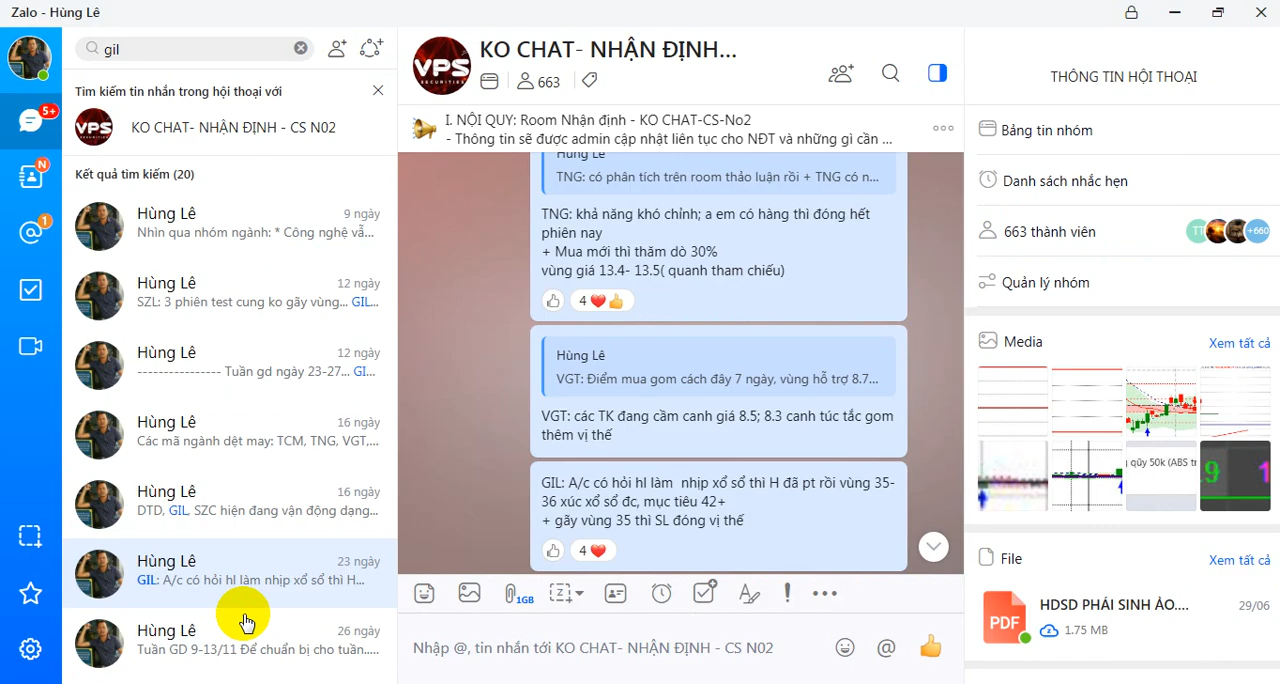 Zalo - Hùng Lê
gil
5+
N
1
Tìm kiếm tin nhắn trong hội thoại với
VPS
KO CHAT- NHẬN ĐỊNH - CS N02
Kết quả tìm kiếm (20)
Hùng Lê
9 ngày
Nhìn qua nhóm ngành: * Công nghệ vẫ...
Hùng Lê
12 ngày
SZL: 3 phiên test cung ko gãy vùng... GIL...
Hùng Lê
12 ngày
---------------- Tuần gd ngày 23-27... GI...
Hùng Lê
16 ngày
Các mã ngành dệt may: TCM, TNG, VGT,...
Hùng Lê
16 ngày
DTD, GIL, SZC hiện đang vận động dạng...
Hùng Lê
23 ngày
GIL: A/c có hỏi hl làm nhịp xổ số thì H...
Hùng Lê
26 ngày
Tuần GD 9-13/11 Để chuẩn bị cho tuần....
VPS
SECURITIES
KO CHAT- NHẬN ĐỊNH...
663
I. NỘI QUY: Room Nhận định - KO CHAT-CS-No2
- Thông tin sẽ được admin cập nhật liên tục cho NĐT và những gì cần ...
Hùng Lê
TNG: có phân tích trên room thảo luận rồi + TNG có n...
TNG: khả năng khó chỉnh; a em có hàng thì đóng hết
phiên nay
+ Mua mới thì thăm dò 30%
vùng giá 13.4- 13.5( quanh tham chiếu)
4
Hùng Lê
VGT: Điểm mua gom cách đây 7 ngày, vùng hỗ trợ 8.7...
VGT: các TK đang cầm canh giá 8.5; 8.3 canh túc tắc gom
thêm vị thế
GIL: A/c có hỏi hl làm  nhịp xổ số thì H đã pt rồi vùng 35-
36 xúc xổ số đc, mục tiêu 42+
+ gãy vùng 35 thì SL đóng vị thế
4
1GB
Nhập @, tin nhắn tới KO CHAT- NHẬN ĐỊNH - CS N02
THÔNG TIN HỘI THOẠI
Bảng tin nhóm
Danh sách nhắc hẹn
663 thành viên
TT
+660
Quản lý nhóm
Media
Xem tất cả
qũy 50k (ABS tr
9
1
File
Xem tất cả
PDF
HDSD PHÁI SINH ẢO....
29/06
1.75 MB